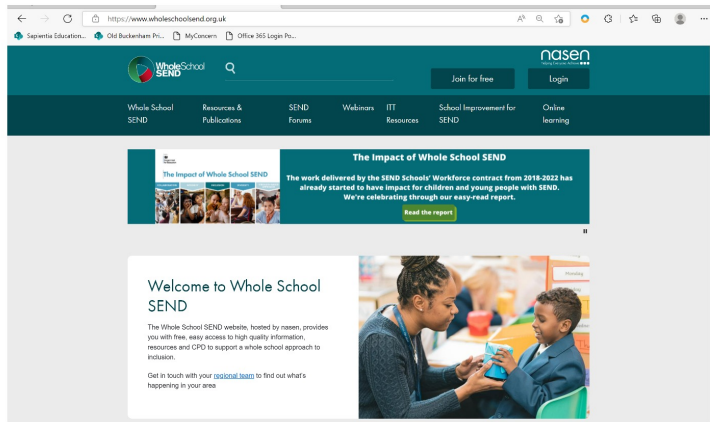 https://www.wholeschoolsend.org.uk
Sapientia Education...
Old Buckenham Pri...
MyConcern
Office 365 Login Po...
WholeSchool
SEND
nasen
Join for free
Login
Whole School
SEND
Resources &
Publications
SEND
Forums
Webinars
ITT
Resources
School Improvement for
SEND
Online
learning
The Impact of Whole School SEND
The Impact of Whole School SEND
The work delivered by the SEND Schools' Workforce contract from 2018-2022 has
already started to have impact for children and young people with SEND.
We're celebrating through our easy-read report.
Read the report
Welcome to Whole School
SEND
The Whole School SEND website, hosted by nasen, provides
you with free, easy access to high quality information,
resources and CPD to support a whole school approach to
inclusion.
Get in touch with your regional team to find out what's
happening in your area
Monday